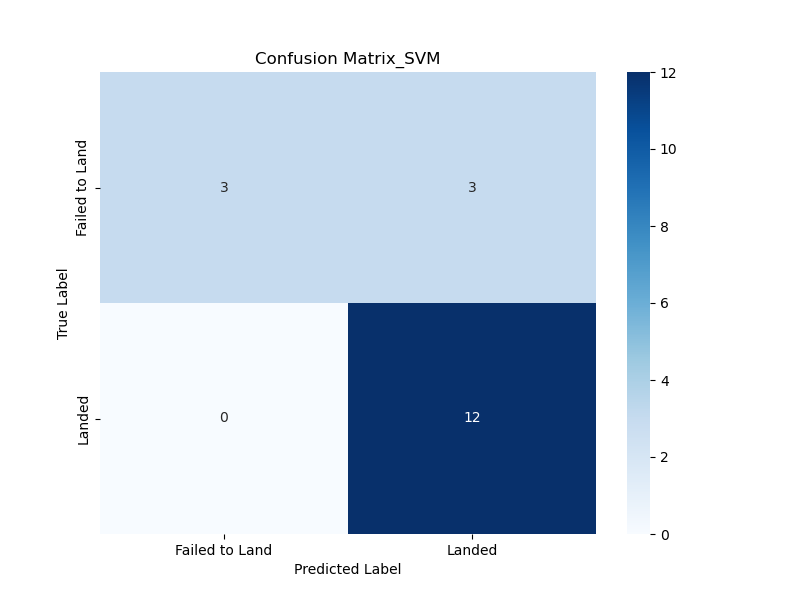 Confusion Matrix_SVM
True Label
Failed to Land
Landed
3
3
0
12
Failed to Land
Landed
Predicted Label
12
10
8
6
4
2
0